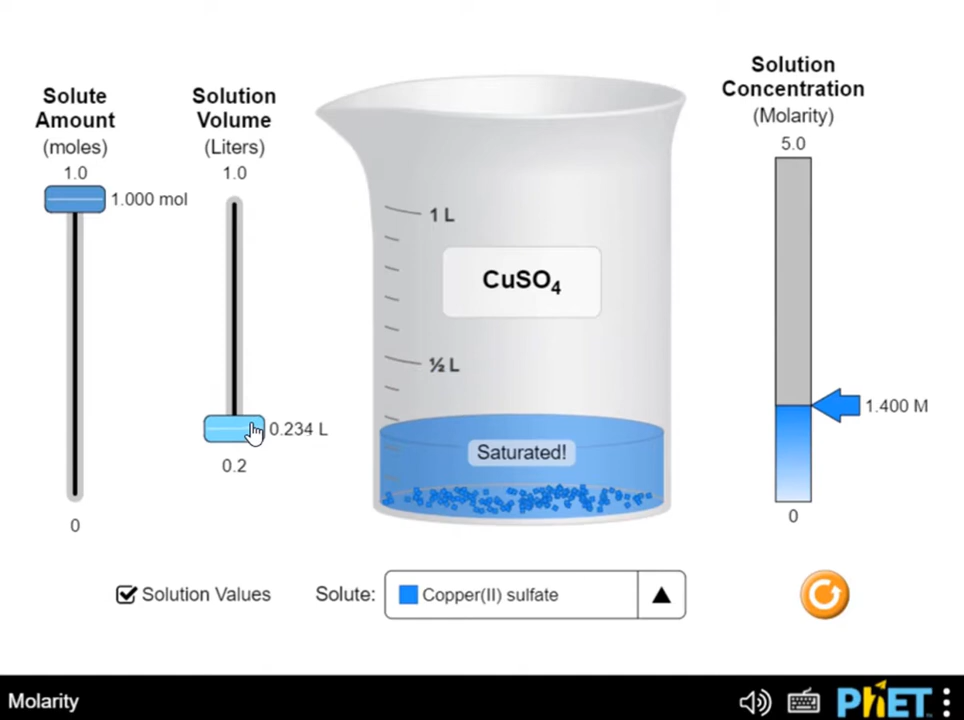 Solute
Amount
(moles)
1.0
1.000 mol
0
Solution
Volume
(Liters)
1.0
0.234 L
0.2
1 L
CuSO₄
½ L
Saturated!
Solution
Concentration
(Molarity)
5.0
1.400 M
0
Solution Values
Solute:
Copper(II) sulfate
Molarity
PhET